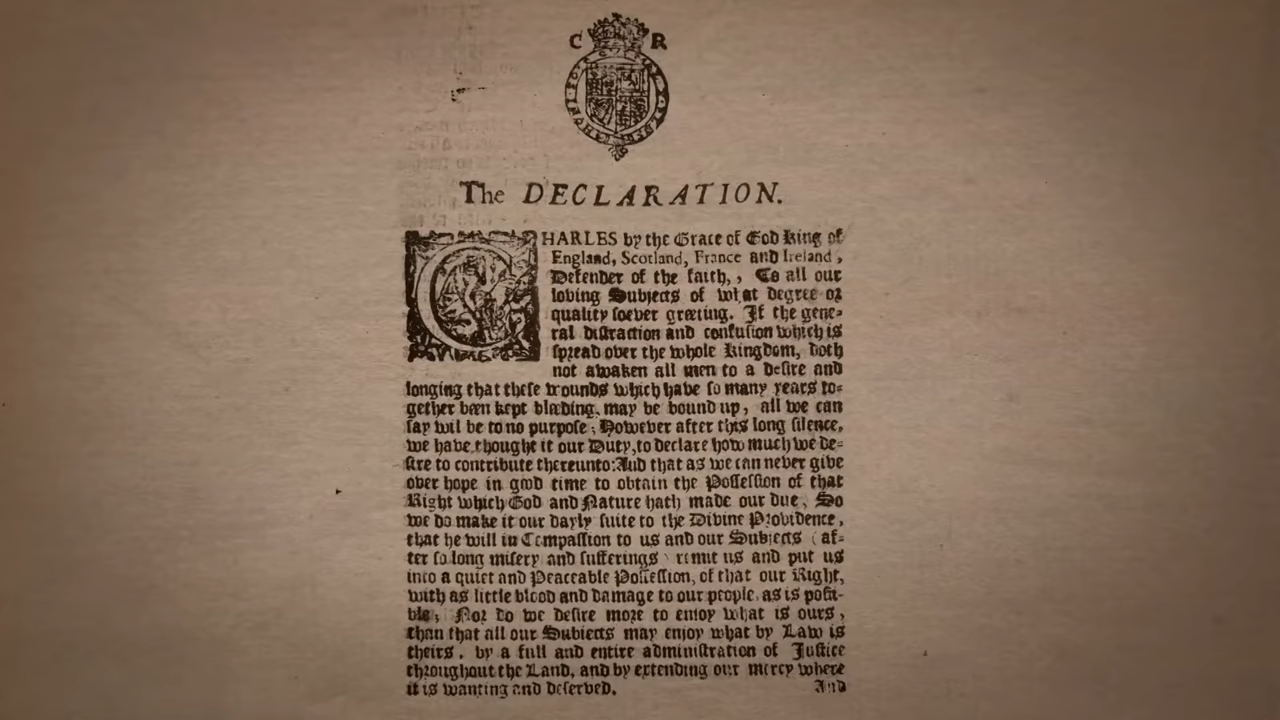 C R
The DECLARATION.
CHARLES by the Grace of God King of
England, Scotland, France and Ireland,
Defender of the faith,, To all our
loving Subjects of what degree or
quality soever greeting. If the gene-
ral distraction and confusion which is
spread over the whole Kingdom, doth
not awaken all men to a desire and
longing that these wounds which have so many years to-
gether been kept bleeding, may be bound up, all we can
say will be to no purpose; However after this long silence,
we have thought it our Duty, to declare how much we de-
sire to contribute thereunto: And that as we can never give
over hope in good time to obtain the Possession of that
Right which God and Nature hath made our due, So
we do make it our dayly suite to the Divine Providence,
that he will in Compassion to us and our Subjects (af-
ter so long misery and sufferings) remit us and put us
into a quiet and Peaceable Possession, of that our Right,
with as little blood and damage to our people, as is possi-
ble; Nor do we desire more to enjoy what is ours,
than that all our Subjects may enjoy what by Law is
theirs, by a full and entire administration of Justice
throughout the Land, and by extending our mercy where
it is wanting and deserved.
And